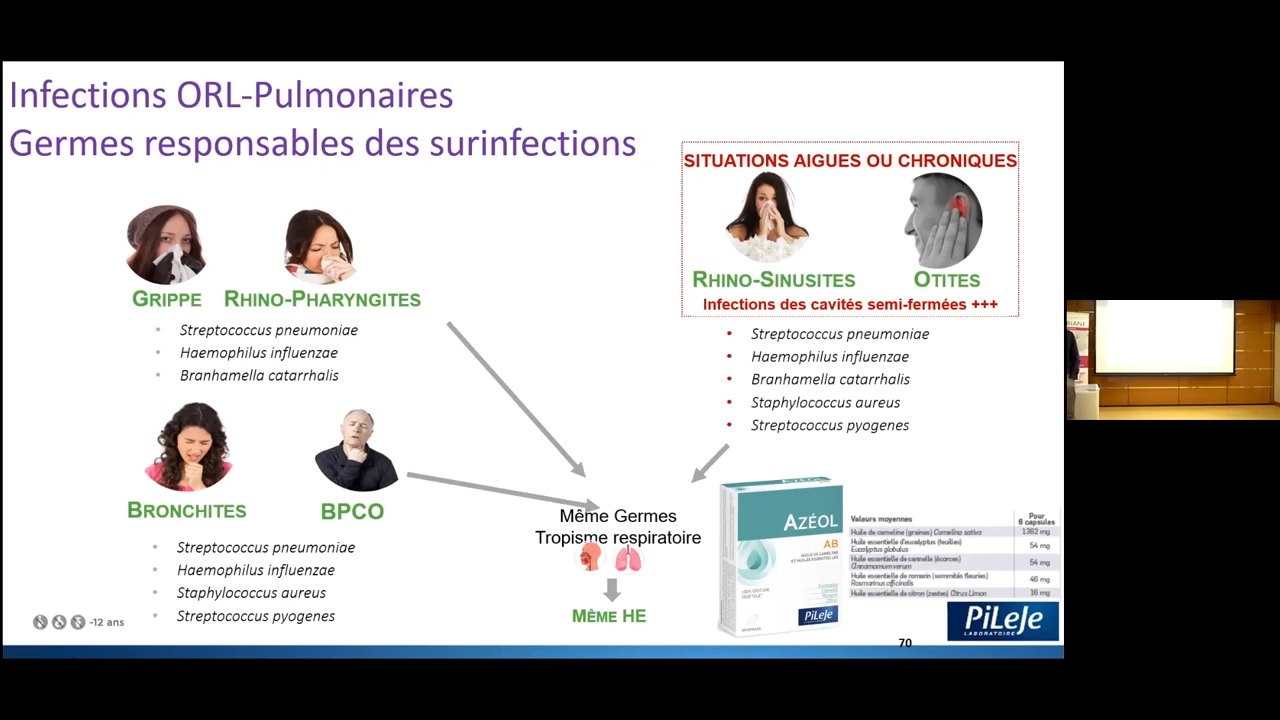 Infections ORL-Pulmonaires
Germes responsables des surinfections
SITUATIONS AIGUES OU CHRONIQUES
GRIPPE
RHINO-PHARYNGITES
RHINO-SINUSITES
OTITES
Infections des cavités semi-fermées +++
• Streptococcus pneumoniae
• Haemophilus influenzae
• Branhamella catarrhalis
• Streptococcus pneumoniae
• Haemophilus influenzae
• Branhamella catarrhalis
• Staphylococcus aureus
• Streptococcus pyogenes
BRONCHITES
BPCO
• Streptococcus pneumoniae
• Haemophilus influenzae
• Staphylococcus aureus
• Streptococcus pyogenes
Même Germes
Tropisme respiratoire
MÊME HE
AZÉOL
AB
HUILE DE CAMELINE
ET HUILES ESSENTIELLES
PiLeJe
Valeurs moyennes
Pour
6 capsules
Huile de cameline (graines) Camelina sativa
1362 mg
Huile essentielle d'eucalyptus (feuilles)
Eucalyptus globulus
54 mg
Huile essentielle de cannelle (écorces)
Cinnamomum verum
54 mg
Huile essentielle de romarin (sommités fleuries)
Rosmarinus officinalis
46 mg
Huile essentielle de citron (zestes) Citrus Limon
16 mg
PiLeJe
LABORATOIRE
-12 ans
70
BIANE